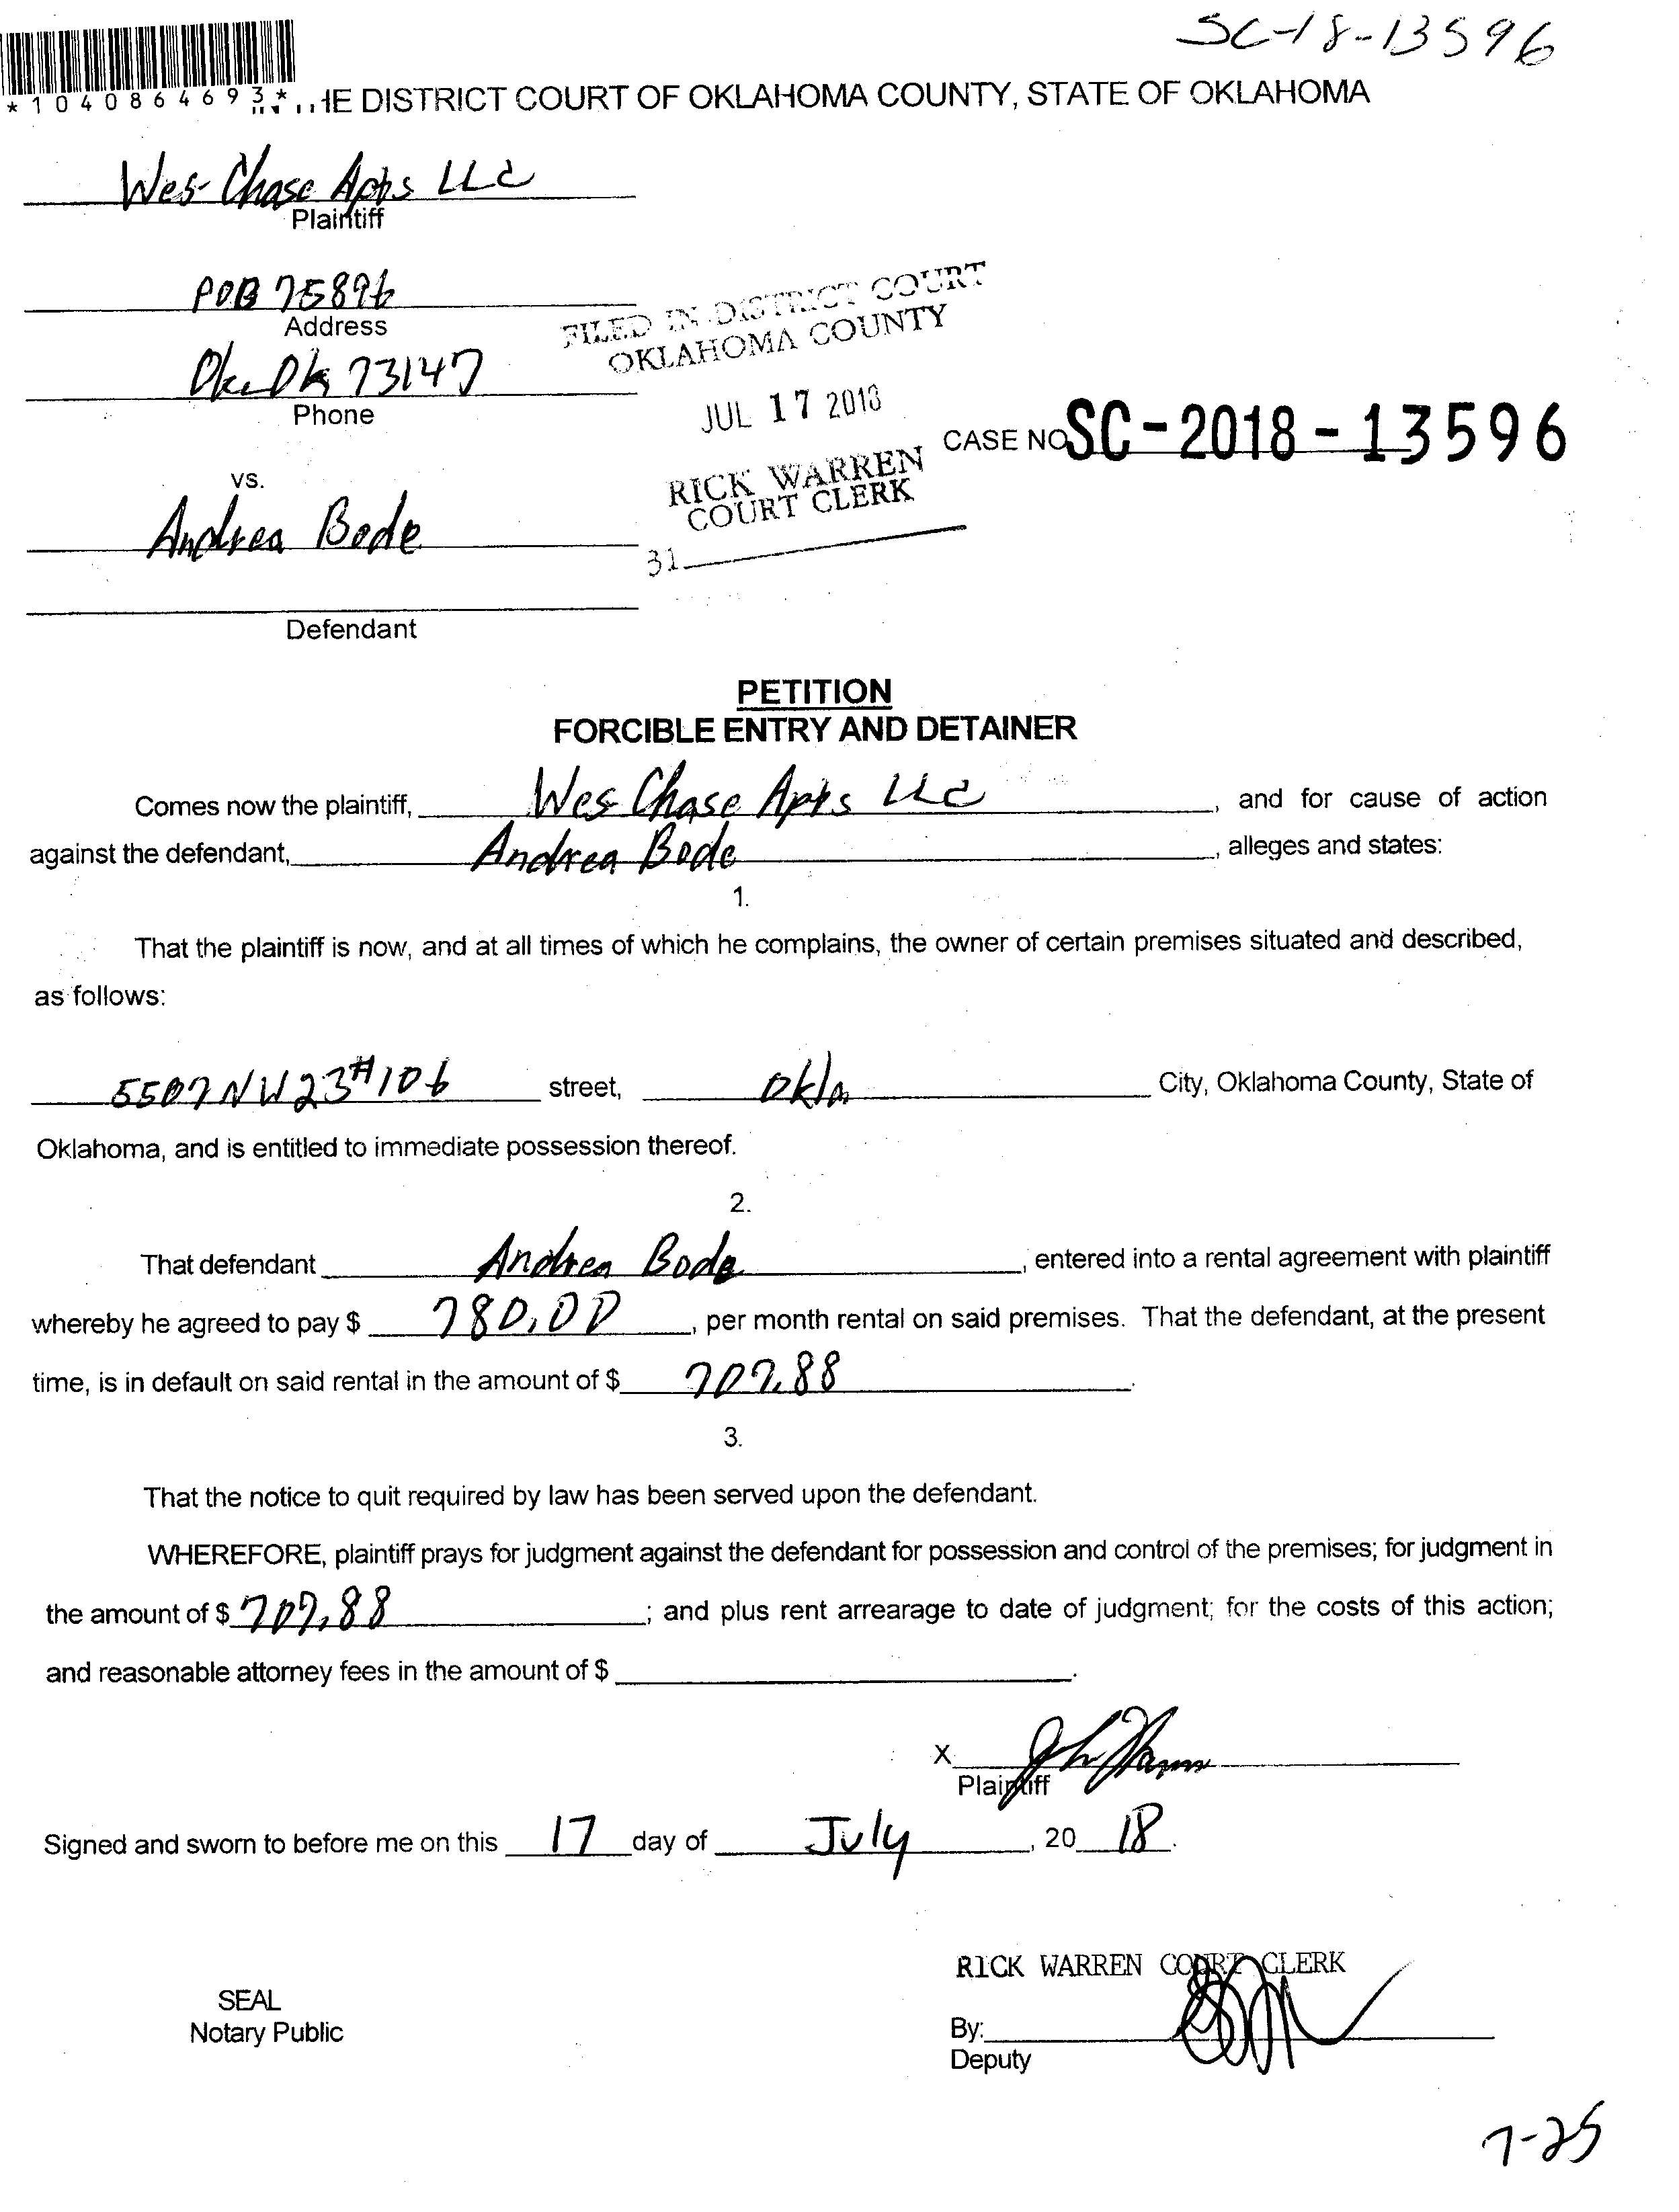 SC-18-13596
*1040864693* HE DISTRICT COURT OF OKLAHOMA COUNTY, STATE OF OKLAHOMA
Wes Chase Apts LLC
Plaintiff
POB 75896
Address
Okc Ok 73147
Phone
FILED IN DISTRICT COURT
OKLAHOMA COUNTY
JUL 17 2018
RICK WARREN
COURT CLERK
31
CASE NO SC-2018-13596
vs.
Andrea Bode
Defendant
PETITION
FORCIBLE ENTRY AND DETAINER
Comes now the plaintiff, Wes Chase Apts LLC, and for cause of action
against the defendant, Andrea Bode, alleges and states:
1.
That the plaintiff is now, and at all times of which he complains, the owner of certain premises situated and described,
as follows:
5507 NW 23 #106 street, Okla City, Oklahoma County, State of
Oklahoma, and is entitled to immediate possession thereof.
2.
That defendant Andrea Bode, entered into a rental agreement with plaintiff
whereby he agreed to pay $ 780.00, per month rental on said premises. That the defendant, at the present
time, is in default on said rental in the amount of $ 707.88.
3.
That the notice to quit required by law has been served upon the defendant.
WHEREFORE, plaintiff prays for judgment against the defendant for possession and control of the premises; for judgment in
the amount of $ 707.88; and plus rent arrearage to date of judgment; for the costs of this action;
and reasonable attorney fees in the amount of $ .
X
Plaintiff
Signed and sworn to before me on this 17 day of July, 20 18.
RICK WARREN COURT CLERK
SEAL
Notary Public
By:
Deputy
7-25